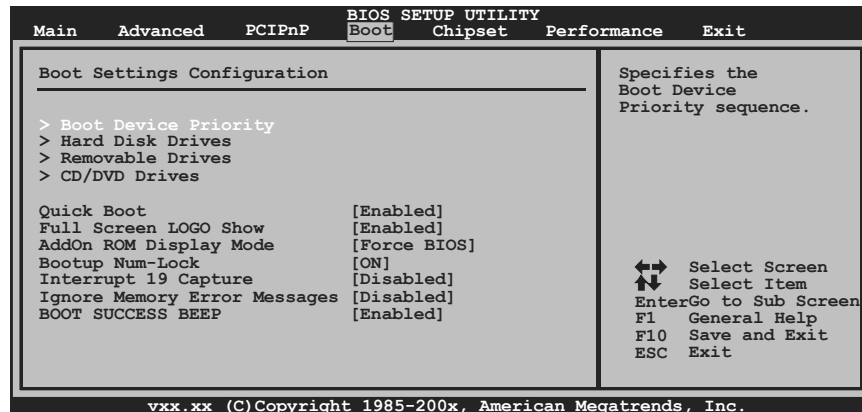 BIOS SETUP UTILITY
Main Advanced PCIPnP Boot Chipset Performance Exit
Boot Settings Configuration
> Boot Device Priority
> Hard Disk Drives
> Removable Drives
> CD/DVD Drives
Quick Boot [Enabled]
Full Screen LOGO Show [Enabled]
AddOn ROM Display Mode [Force BIOS]
Bootup Num-Lock [ON]
Interrupt 19 Capture [Disabled]
Ignore Memory Error Messages [Disabled]
BOOT SUCCESS BEEP [Enabled]
Specifies the
Boot Device
Priority sequence.
Select Screen
Select Item
EnterGo to Sub Screen
F1 General Help
F10 Save and Exit
ESC Exit
vxx.xx (C)Copyright 1985-200x, American Megatrends, Inc.